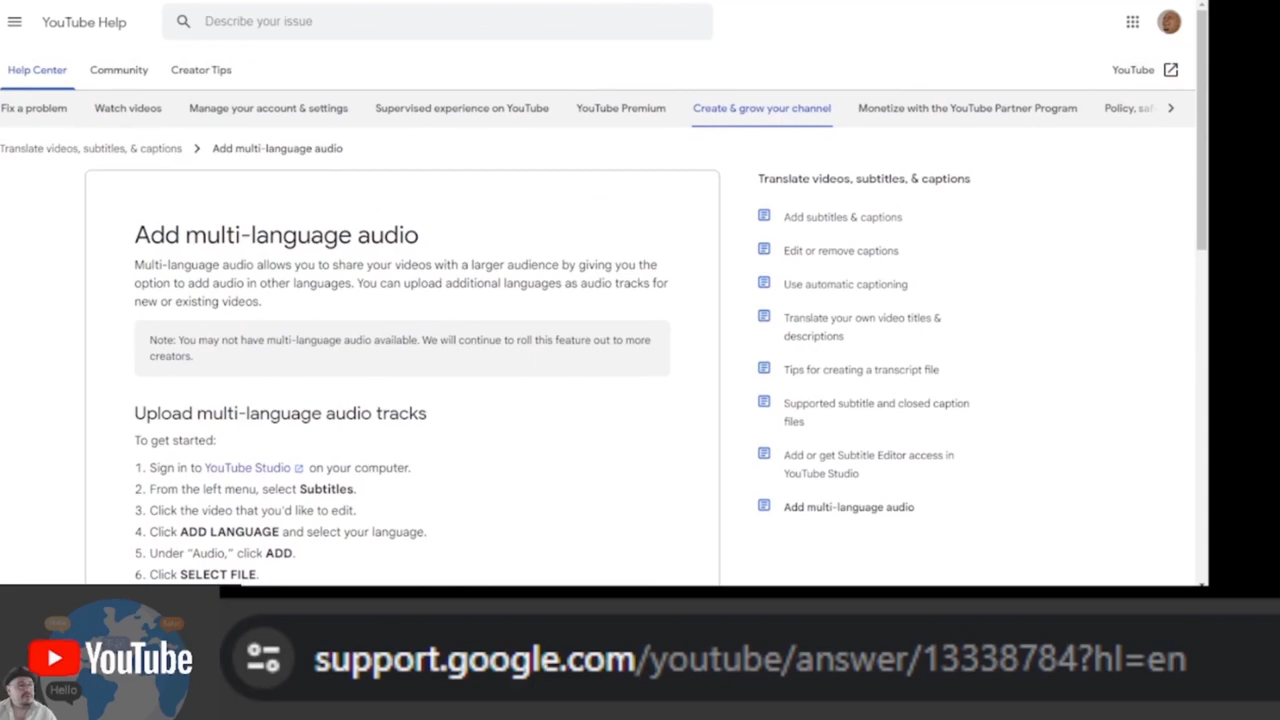 YouTube Help
Describe your issue
Help Center
Community
Creator Tips
YouTube
Fix a problem
Watch videos
Manage your account & settings
Supervised experience on YouTube
YouTube Premium
Create & grow your channel
Monetize with the YouTube Partner Program
Policy,
Translate videos, subtitles, & captions
Add multi-language audio
Add multi-language audio
Multi-language audio allows you to share your videos with a larger audience by giving you the
option to add audio in other languages. You can upload additional languages as audio tracks for
new or existing videos.
Note: You may not have multi-language audio available. We will continue to roll this feature out to more
creators.
Upload multi-language audio tracks
To get started:
1. Sign in to YouTube Studio on your computer.
2. From the left menu, select Subtitles.
3. Click the video that you'd like to edit.
4. Click ADD LANGUAGE and select your language.
5. Under "Audio," click ADD.
6. Click SELECT FILE.
Translate videos, subtitles, & captions
Add subtitles & captions
Edit or remove captions
Use automatic captioning
Translate your own video titles &
descriptions
Tips for creating a transcript file
Supported subtitle and closed caption
files
Add or get Subtitle Editor access in
YouTube Studio
Add multi-language audio
YouTube
Hello
support.google.com/youtube/answer/13338784?hl=en